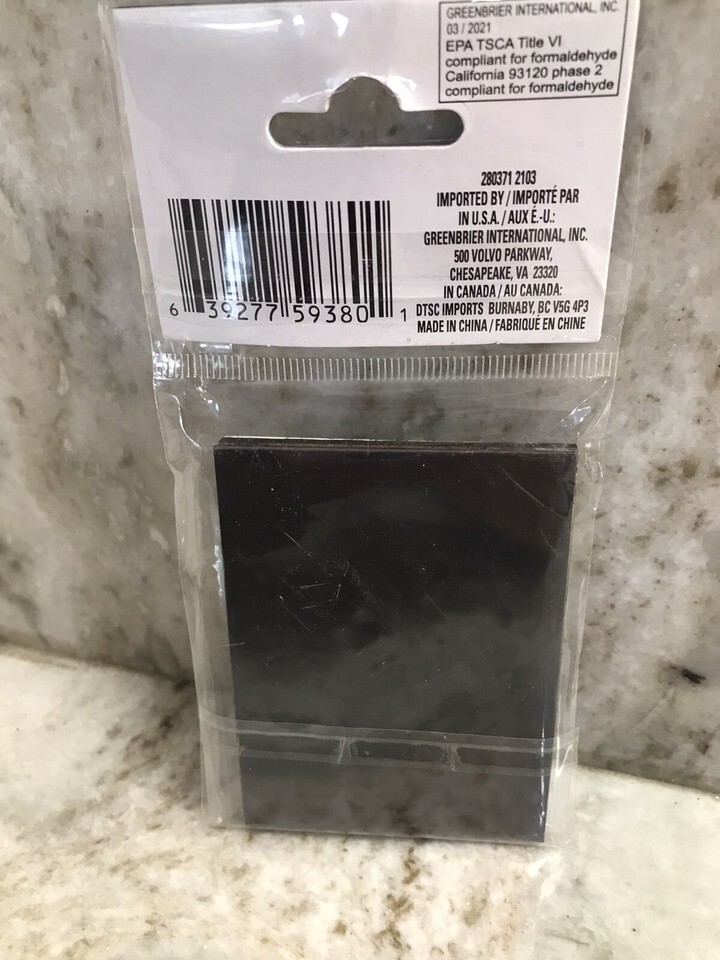 GREENBRIER INTERNATIONAL, INC.
03 / 2021
EPA TSCA Title VI
compliant for formaldehyde
California 93120 phase 2
compliant for formaldehyde
280371 2103
IMPORTED BY / IMPORTÉ PAR
IN U.S.A. / AUX É.-U.:
GREENBRIER INTERNATIONAL, INC.
500 VOLVO PARKWAY,
CHESAPEAKE, VA 23320
IN CANADA / AU CANADA:
DTSC IMPORTS BURNABY, BC V5G 4P3
MADE IN CHINA / FABRIQUÉ EN CHINE
6 39277 59380 1